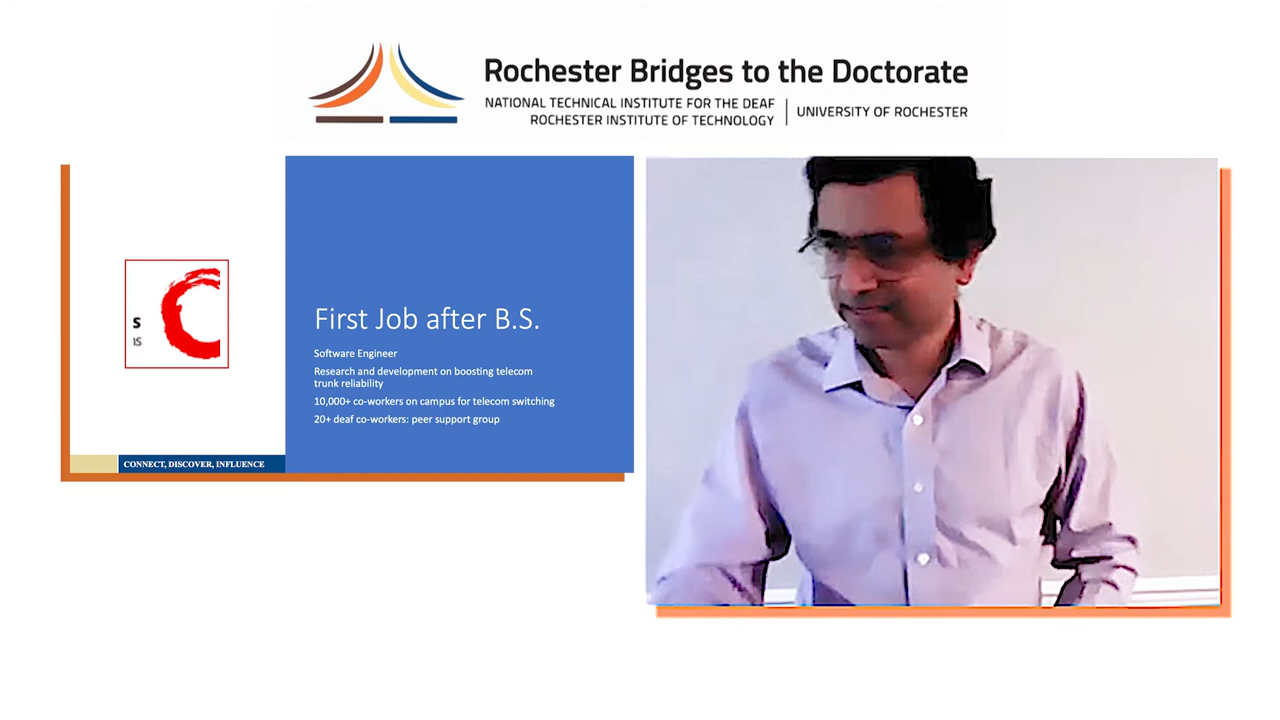 Rochester Bridges to the Doctorate
NATIONAL TECHNICAL INSTITUTE FOR THE DEAF
ROCHESTER INSTITUTE OF TECHNOLOGY
UNIVERSITY OF ROCHESTER
S
IS
CONNECT, DISCOVER, INFLUENCE
First Job after B.S.
Software Engineer
Research and development on boosting telecom
trunk reliability
10,000+ co-workers on campus for telecom switching
20+ deaf co-workers: peer support group